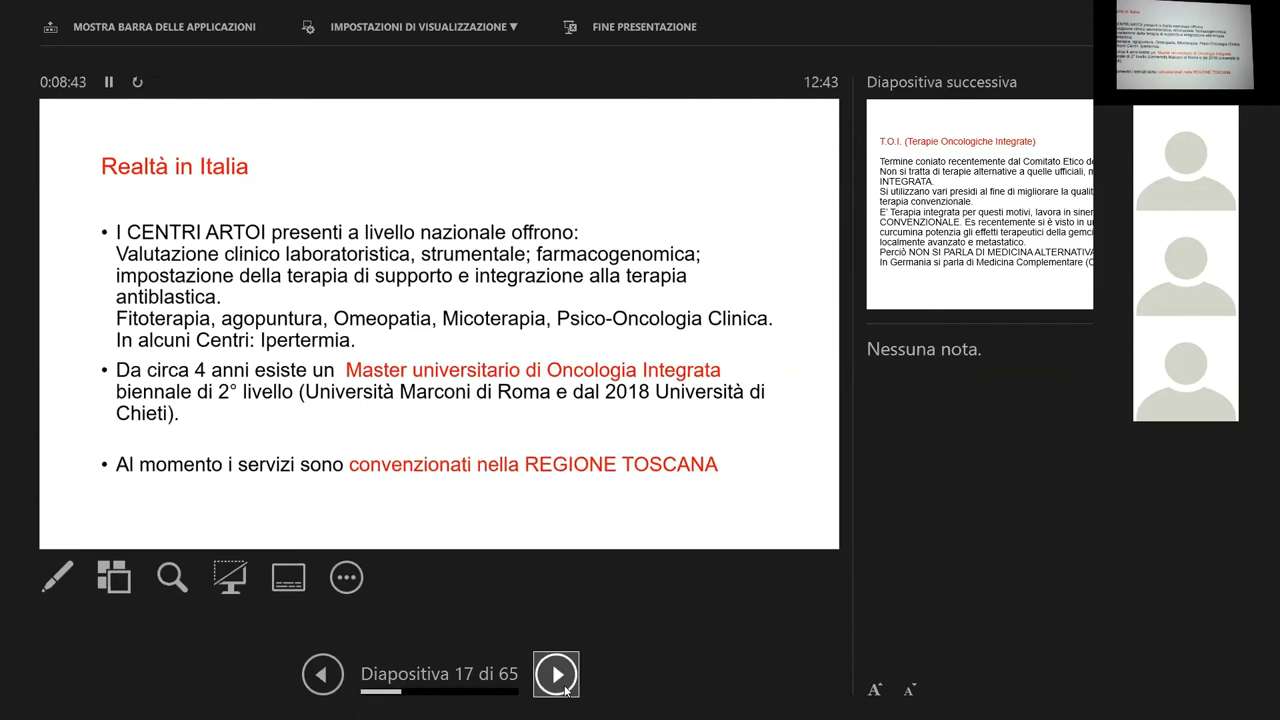 MOSTRA BARRA DELLE APPLICAZIONI
IMPOSTAZIONI DI VISUALIZZAZIONE ▼
FINE PRESENTAZIONE
0:08:43
12:43
Realtà in Italia
• I CENTRI ARTOI presenti a livello nazionale offrono:
Valutazione clinico laboratoristica, strumentale; farmacogenomica;
impostazione della terapia di supporto e integrazione alla terapia
antiblastica.
Fitoterapia, agopuntura, Omeopatia, Micoterapia, Psico-Oncologia Clinica.
In alcuni Centri: Ipertermia.
• Da circa 4 anni esiste un Master universitario di Oncologia Integrata
biennale di 2° livello (Università Marconi di Roma e dal 2018 Università di
Chieti).
• Al momento i servizi sono convenzionati nella REGIONE TOSCANA
Diapositiva 17 di 65
Diapositiva successiva
T.O.I. (Terapie Oncologiche Integrate)
Termine coniato recentemente dal Comitato Etico de
Non si tratta di terapie alternative a quelle ufficiali, m
INTEGRATA.
Si utilizzano vari presidi al fine di migliorare la qualit
terapia convenzionale.
E' Terapia integrata per questi motivi, lavora in siner
CONVENZIONALE. Es recentemente si è visto in un
curcumina potenzia gli effetti terapeutici della gemci
localmente avanzato e metastatico.
Perciò NON SI PARLA DI MEDICINA ALTERNATIVA
In Germania si parla di Medicina Complementare (C
Nessuna nota.
A A